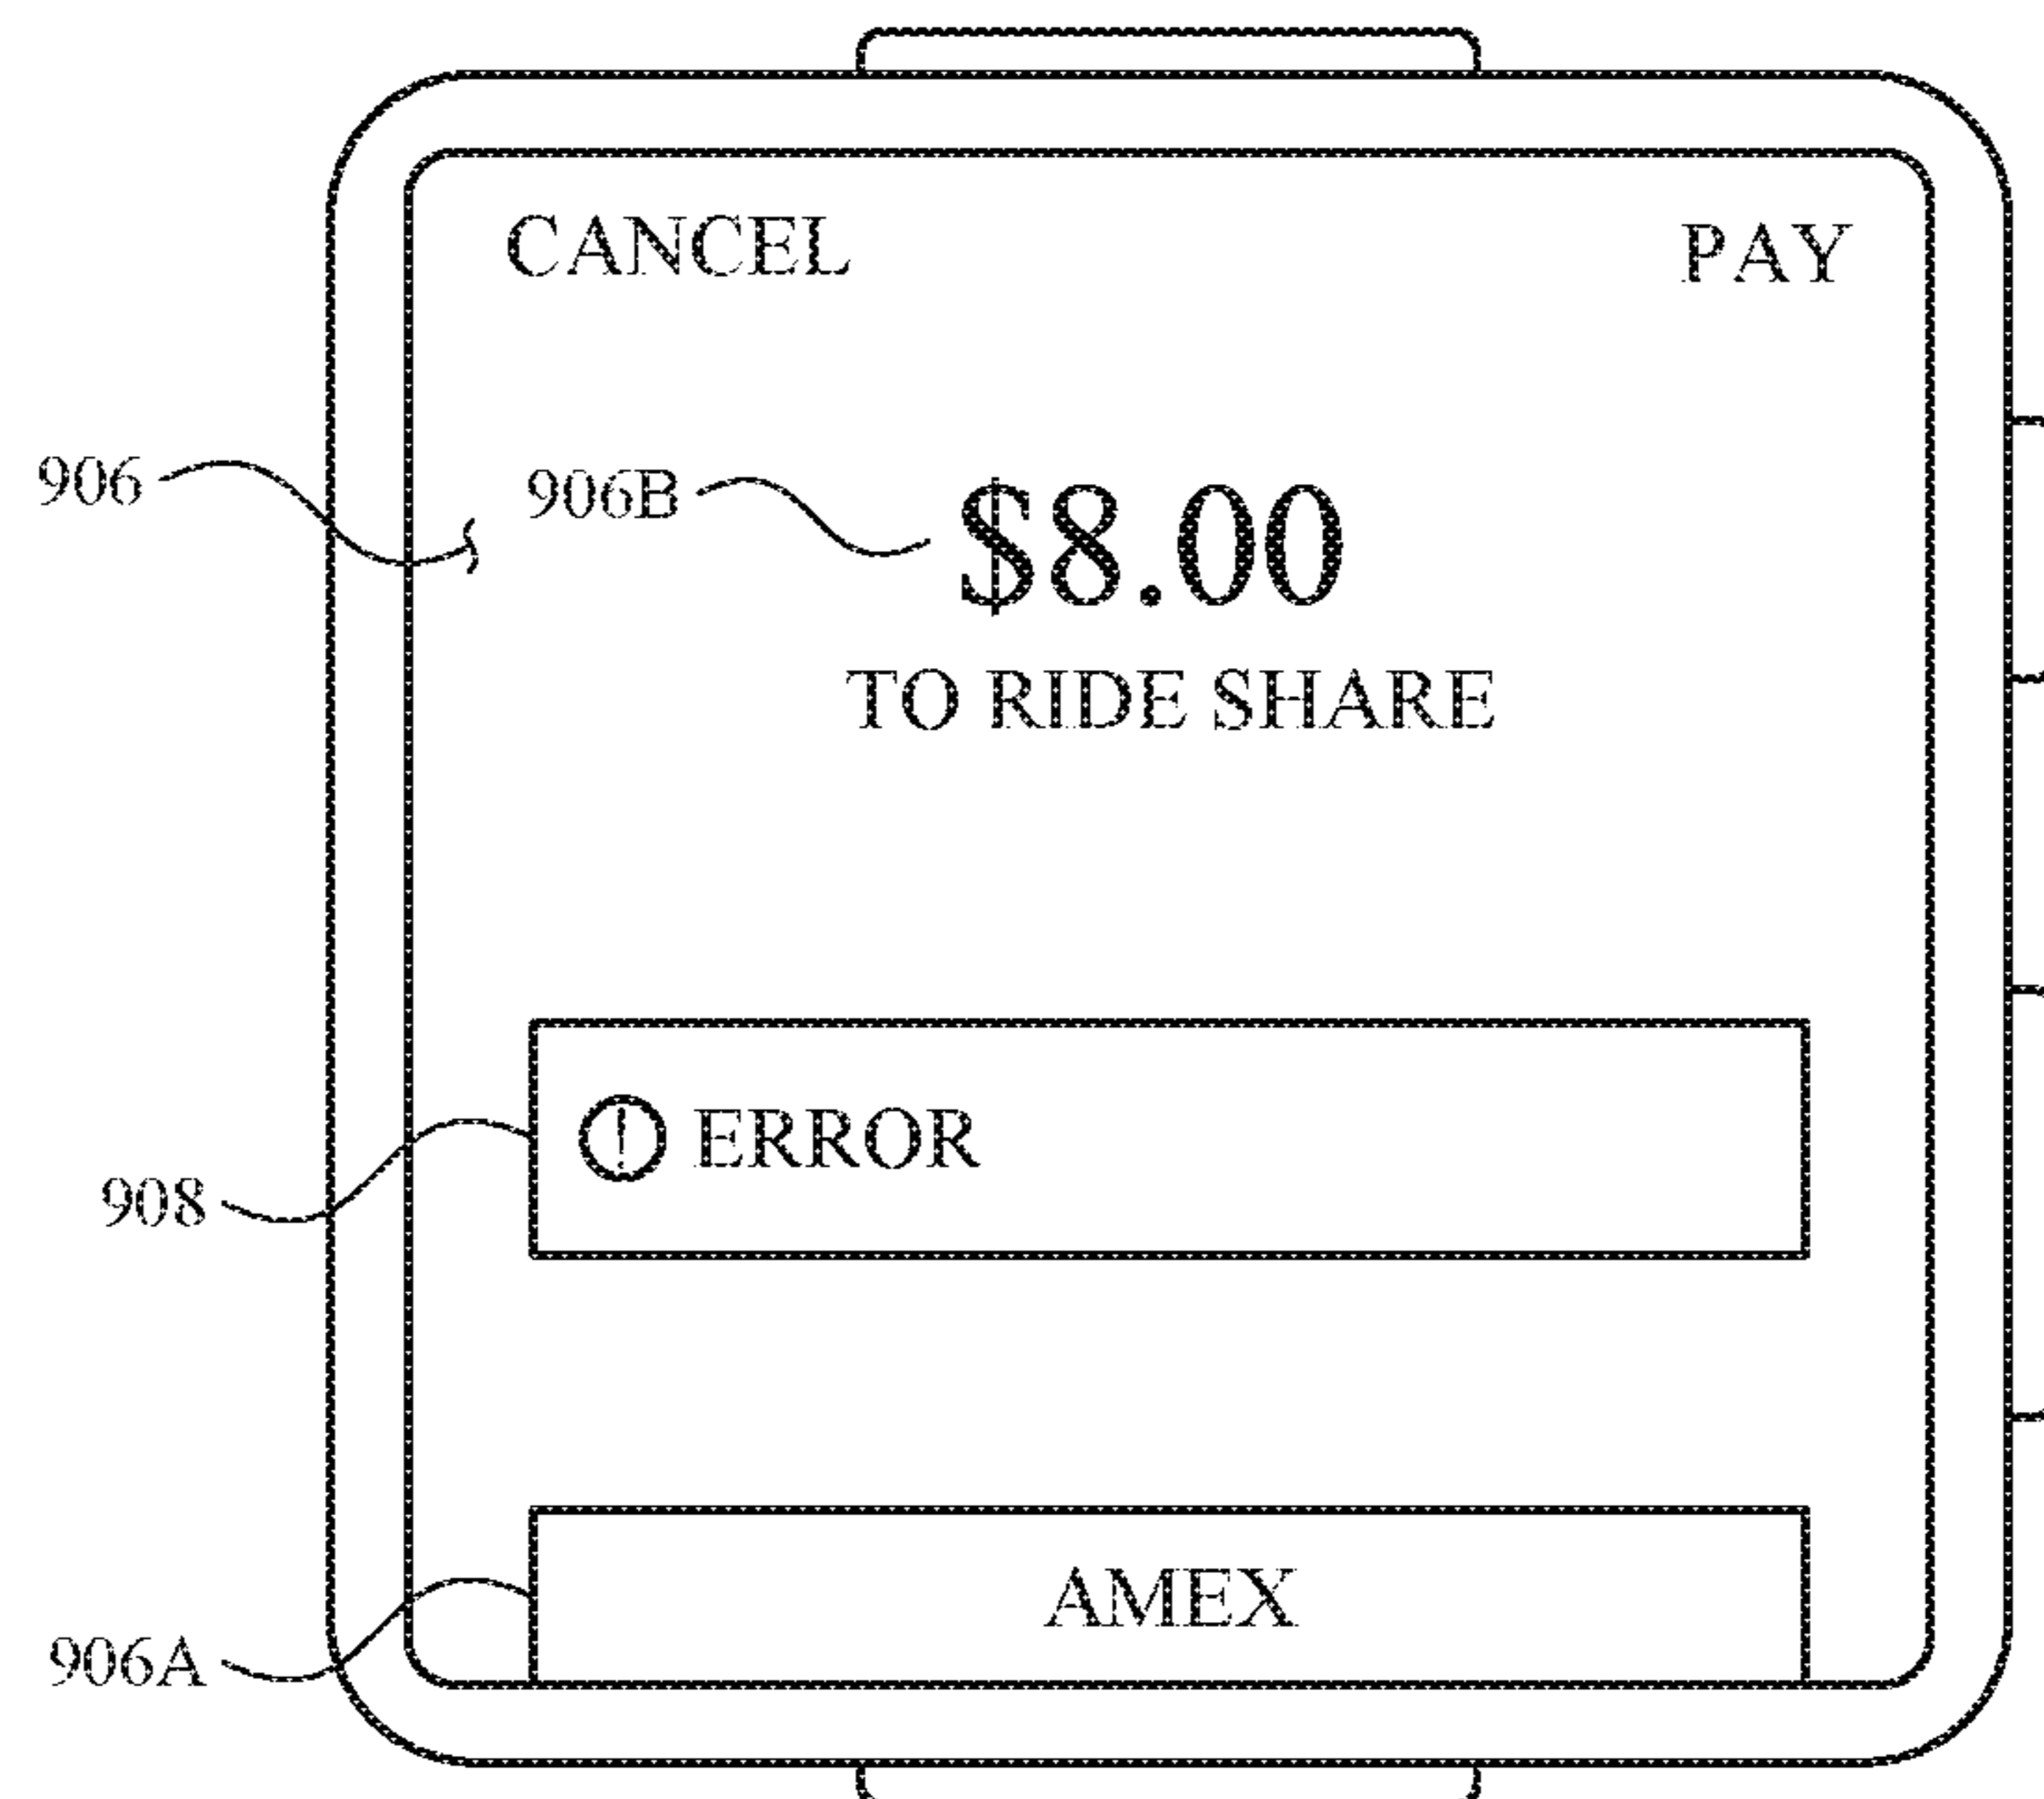 CANCEL PAY
906
906B
$8.00
TO RIDE SHARE
! ERROR
908
AMEX
906A